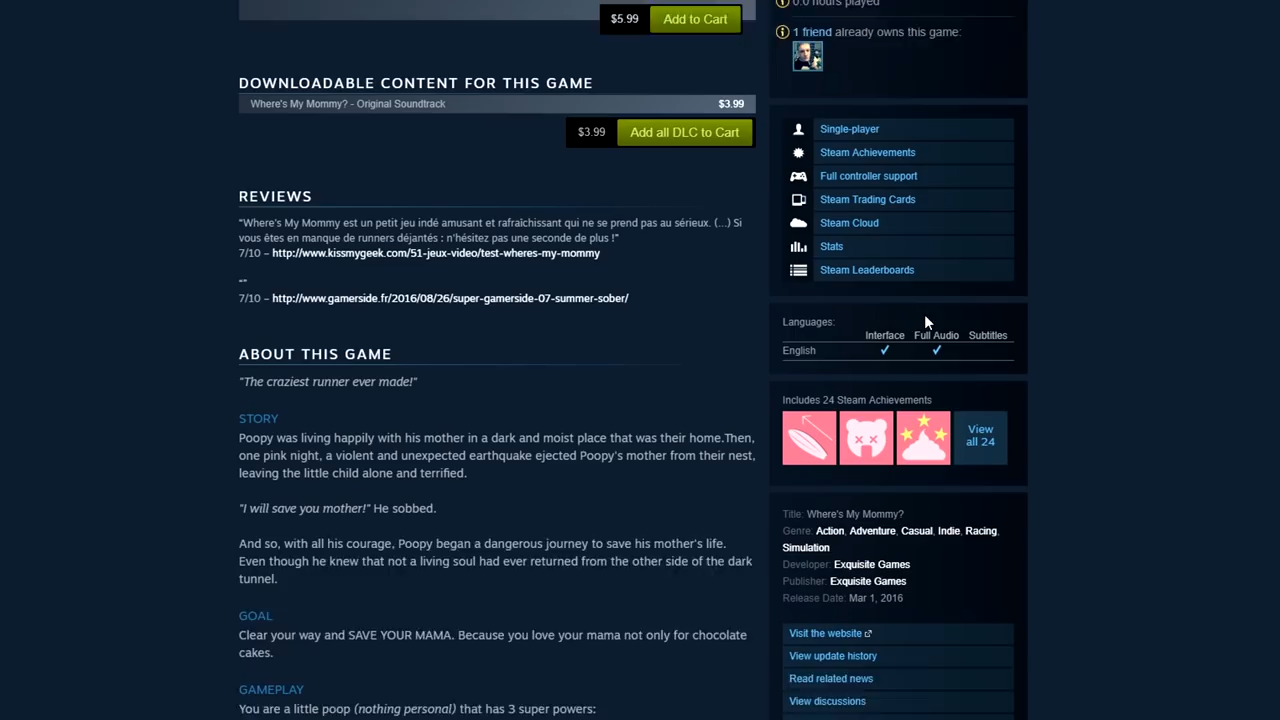 $5.99 Add to Cart
DOWNLOADABLE CONTENT FOR THIS GAME
Where's My Mommy? - Original Soundtrack $3.99
$3.99 Add all DLC to Cart
REVIEWS
“Where's My Mommy est un petit jeu indé amusant et rafraîchissant qui ne se prend pas au sérieux. (...) Si
vous êtes en manque de runners déjantés : n'hésitez pas une seconde de plus !”
7/10 – http://www.kissmygeek.com/51-jeux-video/test-wheres-my-mommy
“”
7/10 – http://www.gamerside.fr/2016/08/26/super-gamerside-07-summer-sober/
ABOUT THIS GAME
"The craziest runner ever made!"
STORY
Poopy was living happily with his mother in a dark and moist place that was their home.Then,
one pink night, a violent and unexpected earthquake ejected Poopy's mother from their nest,
leaving the little child alone and terrified.
"I will save you mother!" He sobbed.
And so, with all his courage, Poopy began a dangerous journey to save his mother's life.
Even though he knew that not a living soul had ever returned from the other side of the dark
tunnel.
GOAL
Clear your way and SAVE YOUR MAMA. Because you love your mama not only for chocolate
cakes.
GAMEPLAY
You are a little poop (nothing personal) that has 3 super powers:
0.0 hours played
1 friend already owns this game:
Single-player
Steam Achievements
Full controller support
Steam Trading Cards
Steam Cloud
Stats
Steam Leaderboards
Languages:
Interface Full Audio Subtitles
English ✓ ✓
Includes 24 Steam Achievements
View
all 24
Title: Where's My Mommy?
Genre: Action, Adventure, Casual, Indie, Racing,
Simulation
Developer: Exquisite Games
Publisher: Exquisite Games
Release Date: Mar 1, 2016
Visit the website
View update history
Read related news
View discussions